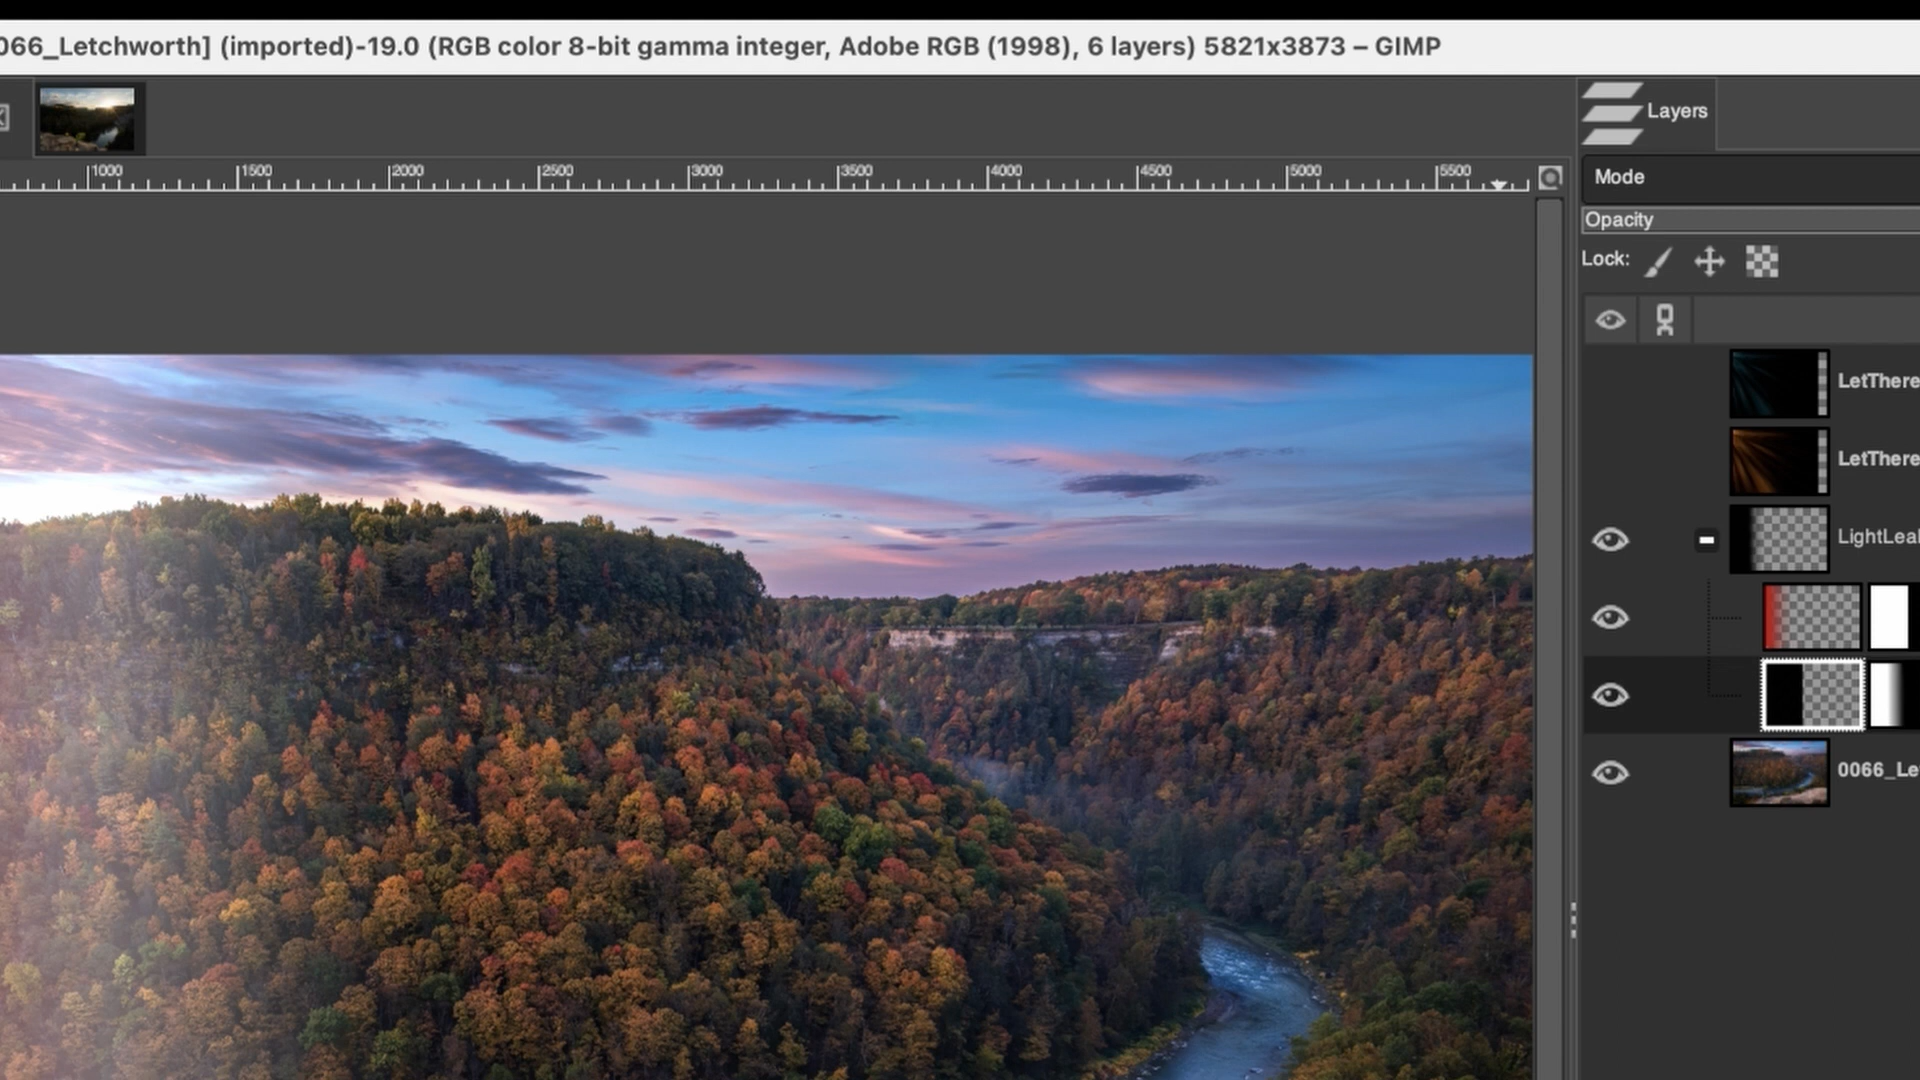 066_Letchworth] (imported)-19.0 (RGB color 8-bit gamma integer, Adobe RGB (1998), 6 layers) 5821x3873 – GIMP
Layers
1000 1500 2000 2500 3000 3500 4000 4500 5000 5500
Mode
Opacity
Lock:
LetThere
LetThere
LightLeal
0066_Le